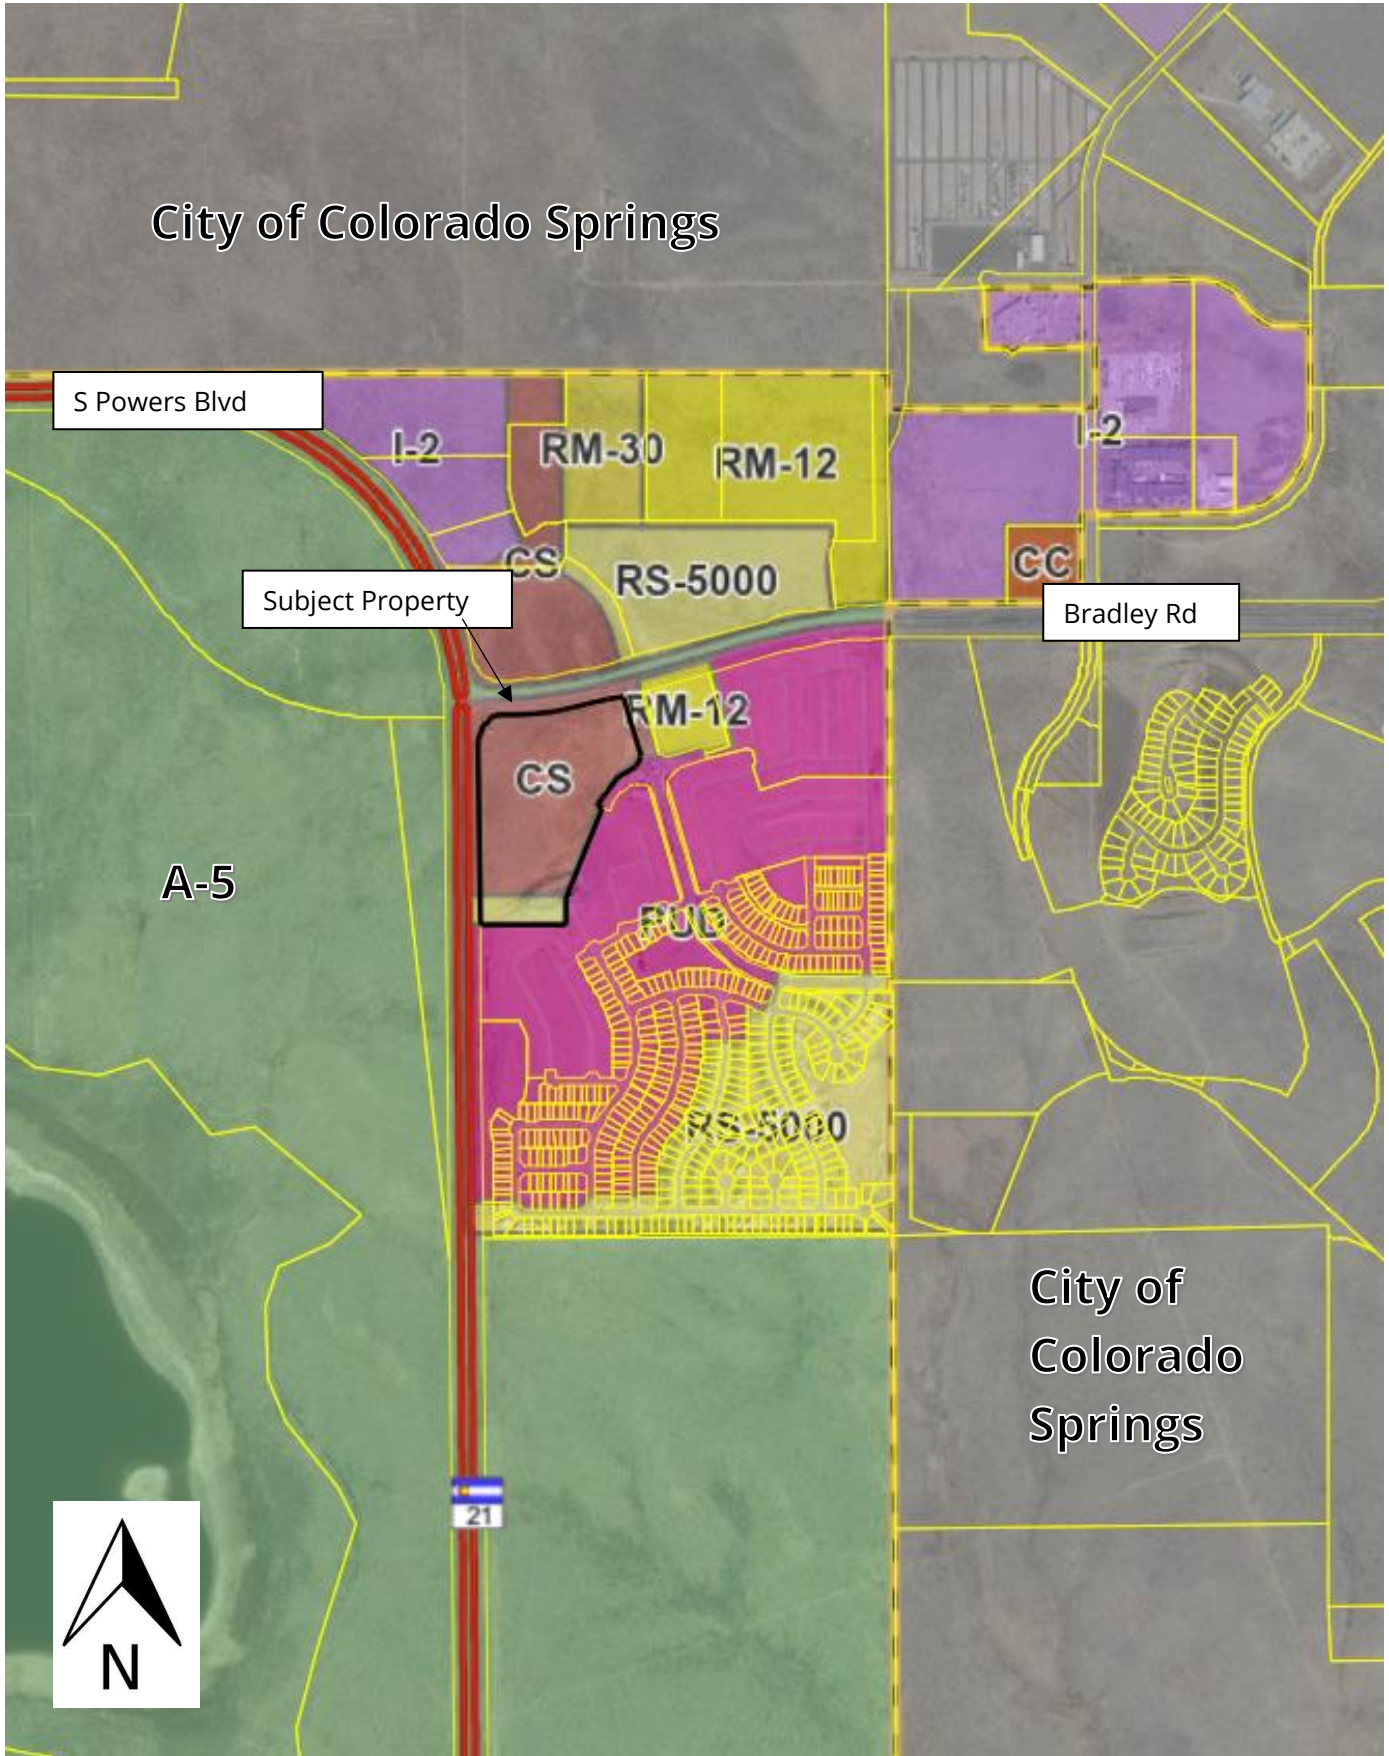 City of Colorado Springs
S Powers Blvd
I-2
RM-30
RM-12
I-2
CS
RS-5000
CC
Subject Property
Bradley Rd
RM-12
CS
A-5
PUD
RS-5000
City of
Colorado
Springs
21
N